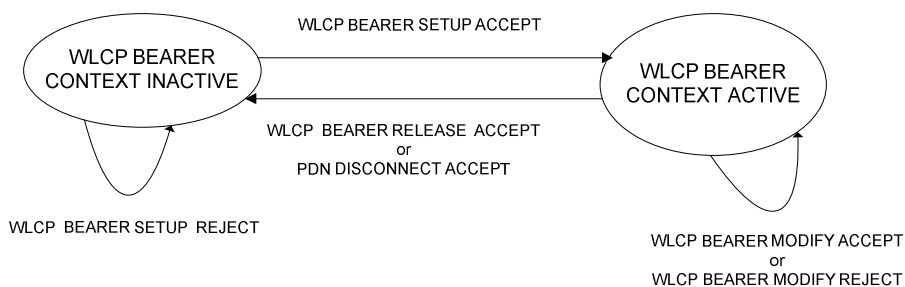 WLCP BEARER SETUP ACCEPT
WLCP BEARER
CONTEXT INACTIVE
WLCP BEARER
CONTEXT ACTIVE
WLCP BEARER RELEASE ACCEPT
or
PDN DISCONNECT ACCEPT
WLCP BEARER SETUP REJECT
WLCP BEARER MODIFY ACCEPT
or
WLCP BEARER MODIFY REJECT